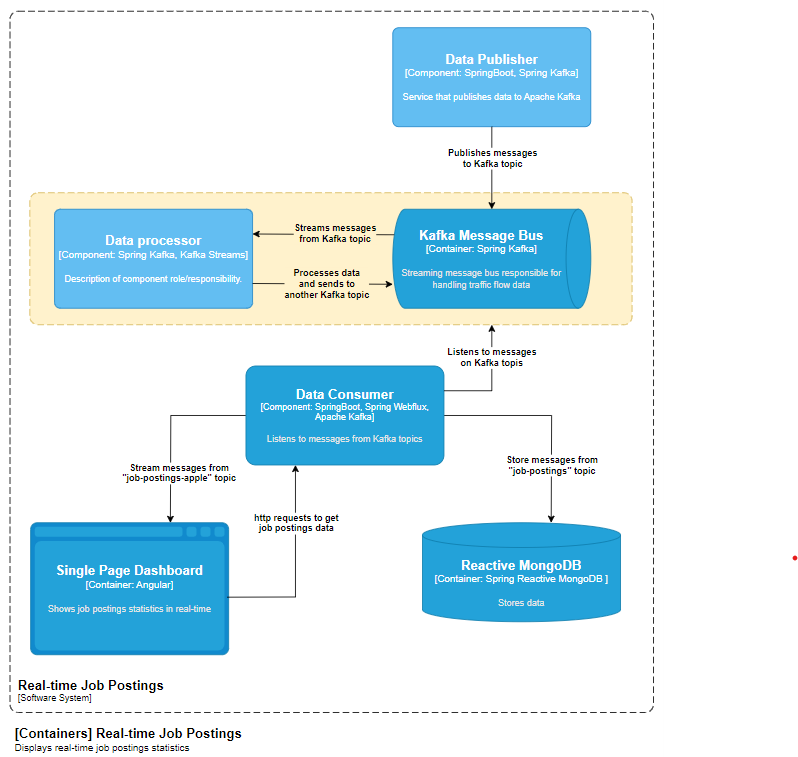 Data Publisher
[Component: SpringBoot, Spring Kafka]
Service that publishes data to Apache Kafka
Publishes messages
to Kafka topic
Data processor
[Component: Spring Kafka, Kafka Streams]
Description of component role/responsibility.
Streams messages
from Kafka topic
Processes data
and sends to
another Kafka topic
Kafka Message Bus
[Container: Spring Kafka]
Streaming message bus responsible for
handling traffic flow data
Listens to messages
on Kafka topis
Data Consumer
[Component: SpringBoot, Spring Webflux,
Apache Kafka]
Listens to messages from Kafka topics
Stream messages from
"job-postings-apple" topic
Store messages from
"job-postings" topic
http requests to get
job postings data
Single Page Dashboard
[Container: Angular]
Shows job postings statistics in real-time
Reactive MongoDB
[Container: Spring Reactive MongoDB ]
Stores data
Real-time Job Postings
[Software System]
[Containers] Real-time Job Postings
Displays real-time job postings statistics